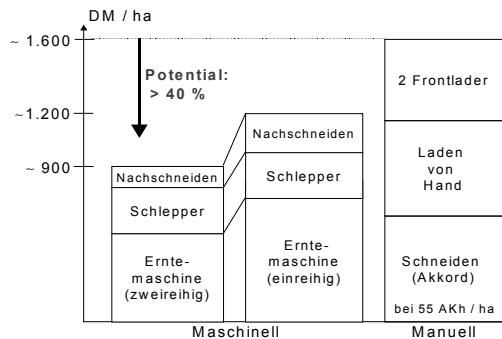 DM / ha
~ 1.600
~1.200
~ 900
Potential:
> 40 %
Nachschneiden
Schlepper
Ernte-
maschine
(zweireihig)
Nachschneiden
Schlepper
Ernte-
maschine
(einreihig)
2 Frontlader
Laden
von
Hand
Schneiden
(Akkord)
bei 55 AKh / ha
Maschinell
Manuell